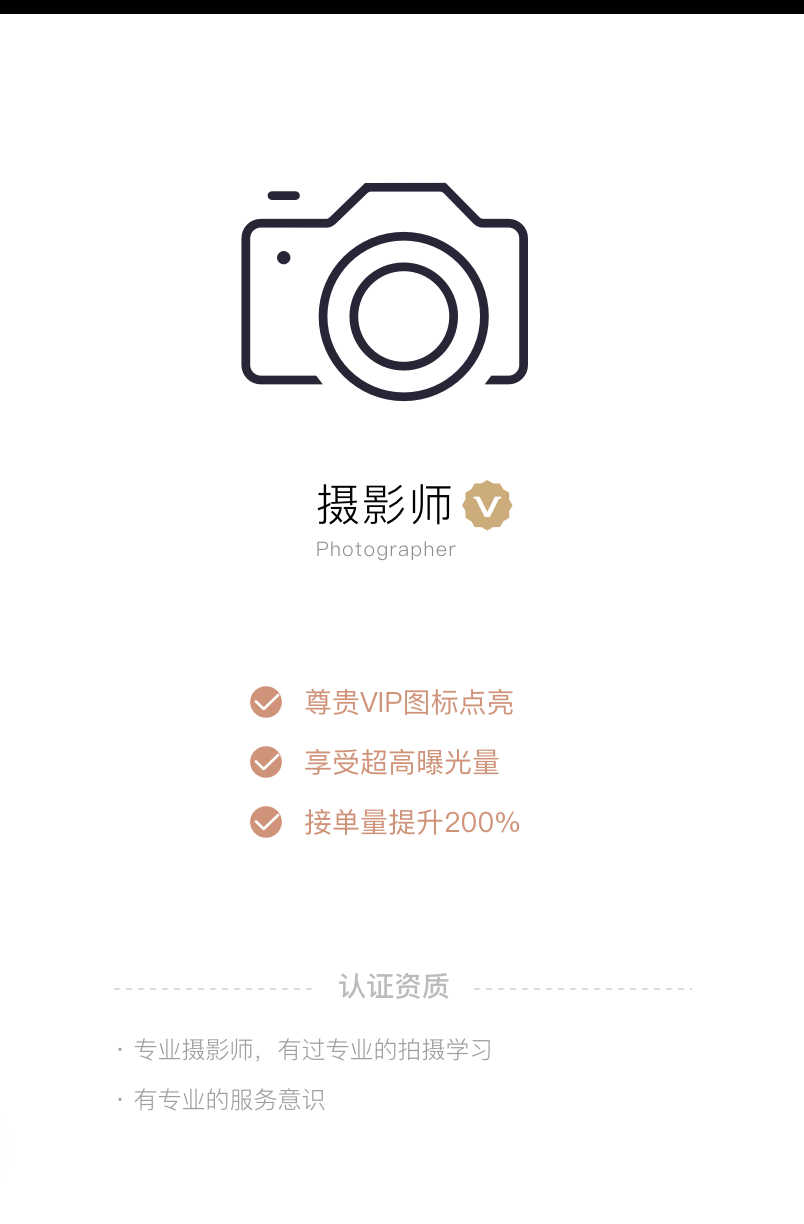 摄影师 V
Photographer
尊贵VIP图标点亮
享受超高曝光量
接单量提升200%
认证资质
· 专业摄影师，有过专业的拍摄学习
· 有专业的服务意识